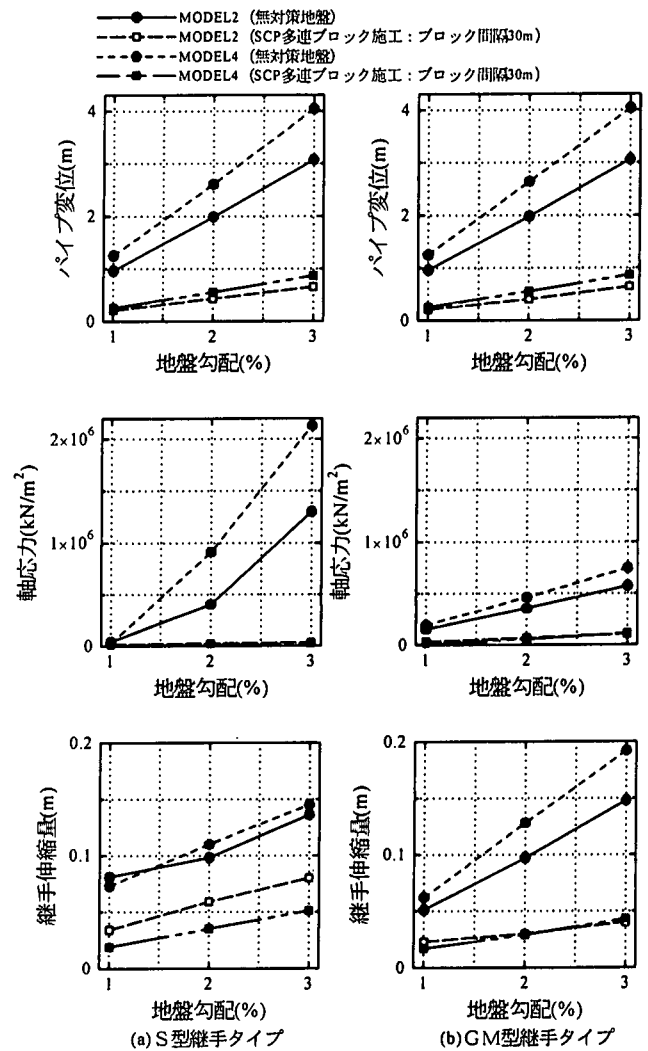 MODEL2 (無対策地盤)
MODEL2 (SCP多連ブロック施工：ブロック間隔30m)
MODEL4 (無対策地盤)
MODEL4 (SCP多連ブロック施工：ブロック間隔30m)
パイプ変位(m)
4
2
0
1 2 3
地盤勾配(%)
パイプ変位(m)
4
2
0
1 2 3
地盤勾配(%)
軸応力(kN/m²)
2×10⁶
1×10⁶
0
1 2 3
地盤勾配(%)
軸応力(kN/m²)
2×10⁶
1×10⁶
0
1 2 3
地盤勾配(%)
継手伸縮量(m)
0.2
0.1
0
1 2 3
地盤勾配(%)
(a)S型継手タイプ
継手伸縮量(m)
0.2
0.1
0
1 2 3
地盤勾配(%)
(b)GM型継手タイプ